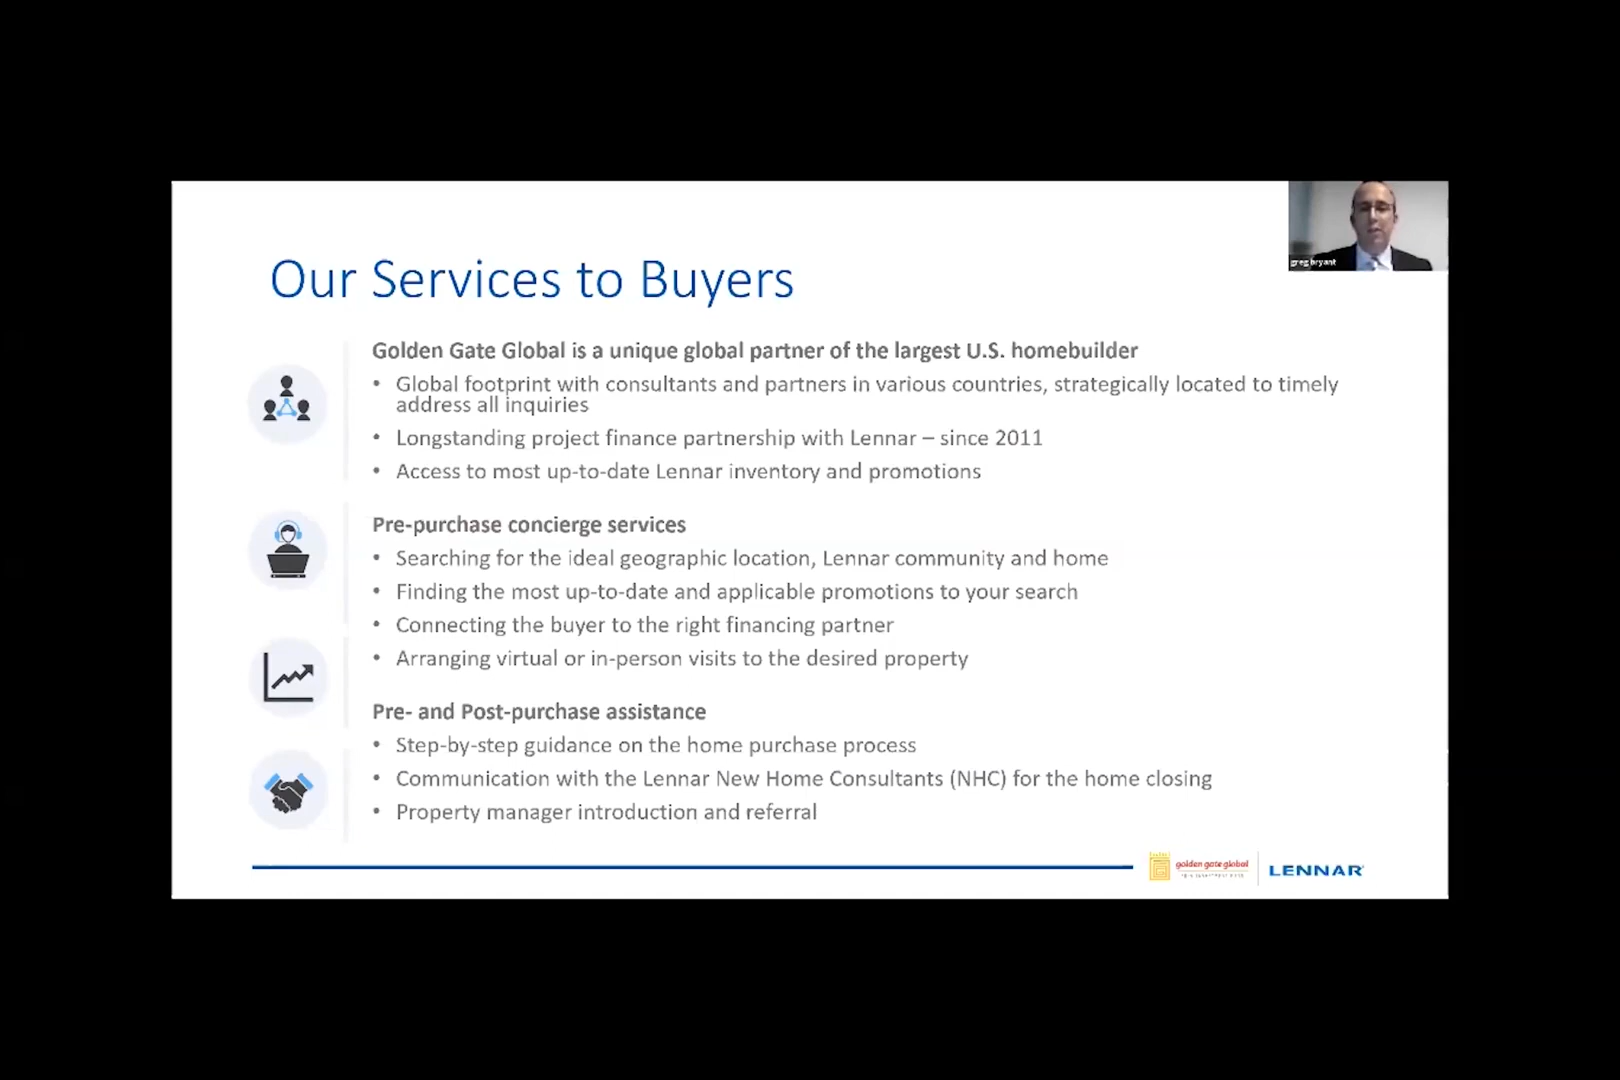 greg bryant
Our Services to Buyers
Golden Gate Global is a unique global partner of the largest U.S. homebuilder
• Global footprint with consultants and partners in various countries, strategically located to timely
address all inquiries
• Longstanding project finance partnership with Lennar – since 2011
• Access to most up-to-date Lennar inventory and promotions
Pre-purchase concierge services
• Searching for the ideal geographic location, Lennar community and home
• Finding the most up-to-date and applicable promotions to your search
• Connecting the buyer to the right financing partner
• Arranging virtual or in-person visits to the desired property
Pre- and Post-purchase assistance
• Step-by-step guidance on the home purchase process
• Communication with the Lennar New Home Consultants (NHC) for the home closing
• Property manager introduction and referral
golden gate global
LENNAR